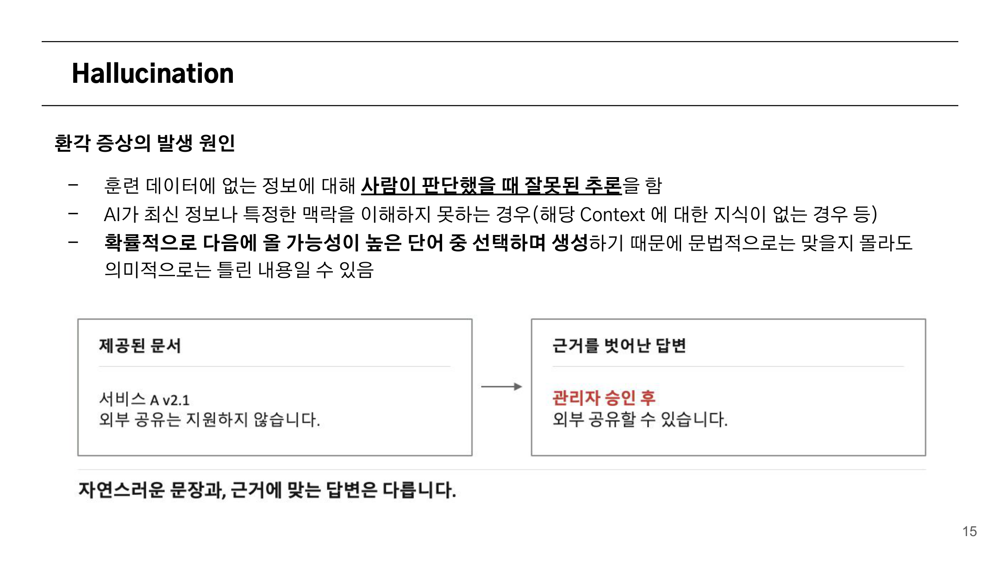 Hallucination
환각 증상의 발생 원인
– 훈련 데이터에 없는 정보에 대해 사람이 판단했을 때 잘못된 추론을 함
– AI가 최신 정보나 특정한 맥락을 이해하지 못하는 경우(해당 Context 에 대한 지식이 없는 경우 등)
– 확률적으로 다음에 올 가능성이 높은 단어 중 선택하며 생성하기 때문에 문법적으로는 맞을지 몰라도
의미적으로는 틀린 내용일 수 있음
제공된 문서
서비스 A v2.1
외부 공유는 지원하지 않습니다.
근거를 벗어난 답변
관리자 승인 후
외부 공유할 수 있습니다.
자연스러운 문장과, 근거에 맞는 답변은 다릅니다.
15